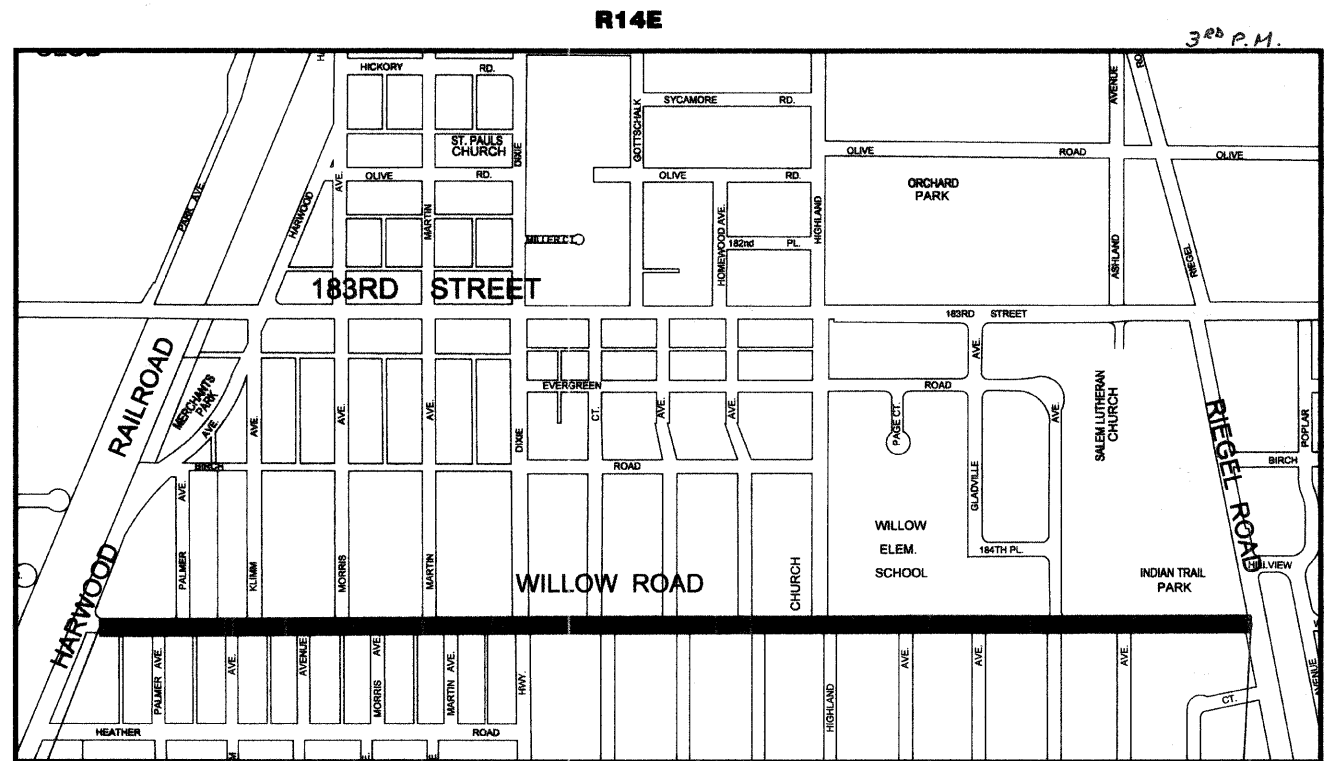 R14E
3RD P.M.
HICKORY RD.
SYCAMORE RD.
GOTTSCHALK
AVENUE
ST. PAULS
CHURCH
DIXIE
OLIVE ROAD OLIVE
PARK AVE.
HARWOOD
AVE.
OLIVE RD.
OLIVE RD.
ORCHARD
PARK
MARTIN
HOMEWOOD AVE.
HIGHLAND
MILLER CT.
182nd PL.
ASHLAND
RIEGEL
183RD STREET
183RD STREET
RAILROAD
MERCHANTS
PARK
AVE.
AVE.
AVE.
AVE.
DIXIE
EVERGREEN ROAD
CT.
AVE.
AVE.
AVE.
AVE.
PAGE CT.
SALEM LUTHERAN
CHURCH
RIEGEL ROAD
POPLAR
BIRCH ROAD
BIRCH
AVE.
PALMER
KLIMM
MORRIS
MARTIN
GLADVILLE
WILLOW
ELEM.
SCHOOL
184TH PL.
CHURCH
INDIAN TRAIL
PARK
HILLVIEW
HARWOOD
WILLOW ROAD
PALMER AVE.
AVE.
AVENUE
MORRIS AVE.
MARTIN AVE.
HWY.
HIGHLAND
AVE.
AVE.
AVE.
CT.
AVENUE
HEATHER ROAD